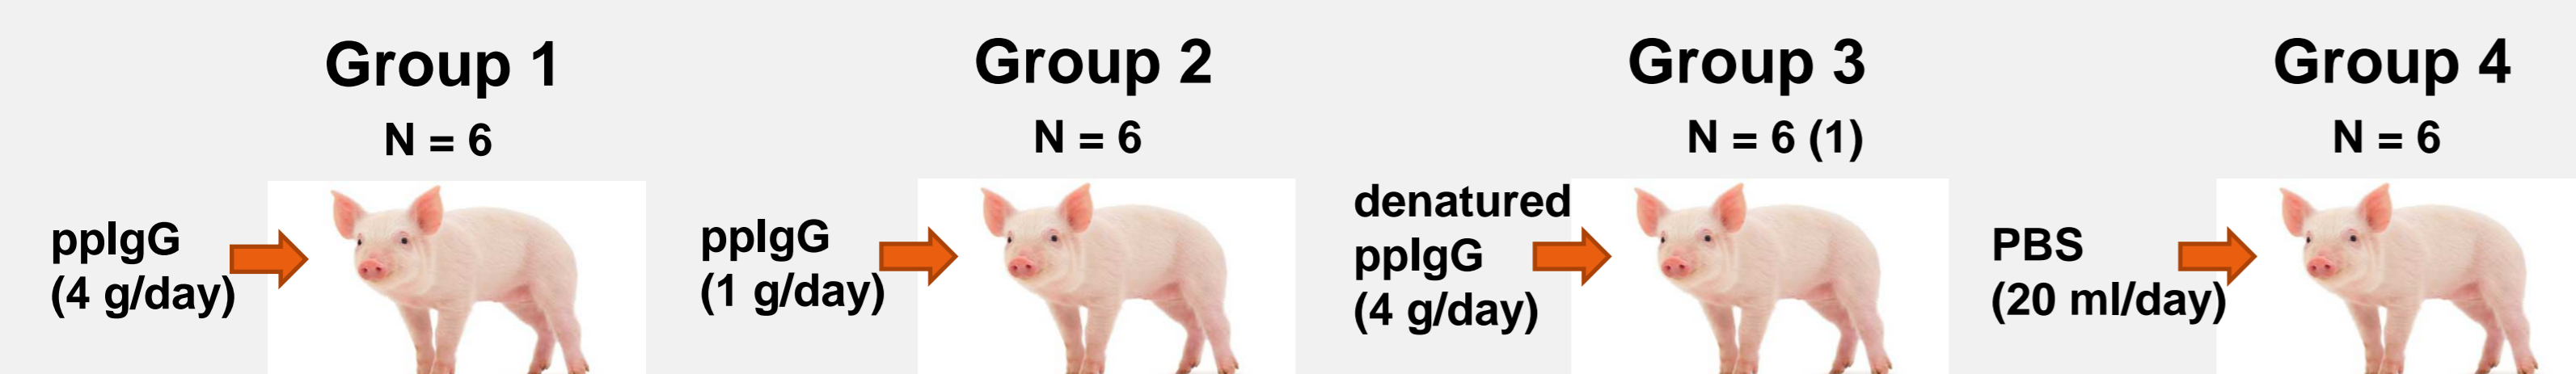 Group 1
N = 6
ppIgG
(4 g/day)
Group 2
N = 6
ppIgG
(1 g/day)
Group 3
N = 6 (1)
denatured
ppIgG
(4 g/day)
Group 4
N = 6
PBS
(20 ml/day)